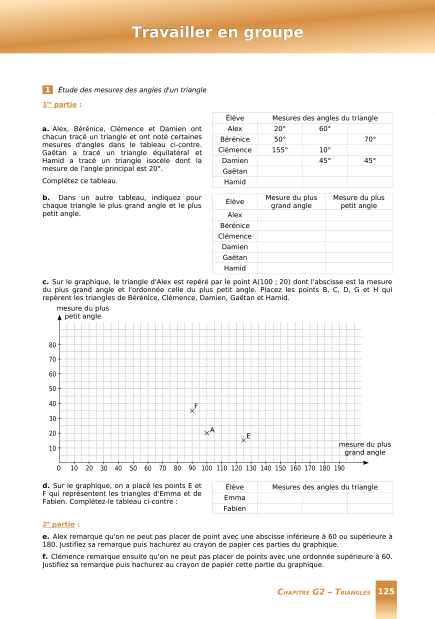 Travailler en groupe
1 Étude des mesures des angles d'un triangle
1re partie :
a. Alex, Bérénice, Clémence et Damien ont
chacun tracé un triangle et ont noté certaines
mesures d'angles dans le tableau ci-contre.
Gaëtan a tracé un triangle équilatéral et
Hamid a tracé un triangle isocèle dont la
mesure de l'angle principal est 20°.
Complétez ce tableau.
Élève Mesures des angles du triangle
Alex 20° 60°
Bérénice 50° 70°
Clémence 155° 10°
Damien 45° 45°
Gaëtan
Hamid
b. Dans un autre tableau, indiquez pour
chaque triangle le plus grand angle et le plus
petit angle.
Élève Mesure du plus grand angle Mesure du plus petit angle
Alex
Bérénice
Clémence
Damien
Gaëtan
Hamid
c. Sur le graphique, le triangle d'Alex est repéré par le point A(100 ; 20) dont l'abscisse est la mesure
du plus grand angle et l'ordonnée celle du plus petit angle. Placez les points B, C, D, G et H qui
repèrent les triangles de Bérénice, Clémence, Damien, Gaëtan et Hamid.
mesure du plus
petit angle
80
70
60
50
40
30
20
10
F
A
E
mesure du plus
grand angle
0 10 20 30 40 50 60 70 80 90 100 110 120 130 140 150 160 170 180 190
d. Sur le graphique, on a placé les points E et
F qui représentent les triangles d'Emma et de
Fabien. Complétez-le tableau ci-contre :
Élève Mesures des angles du triangle
Emma
Fabien
2e partie :
e. Alex remarque qu'on ne peut pas placer de point avec une abscisse inférieure à 60 ou supérieure à
180. Justifiez sa remarque puis hachurez au crayon de papier ces parties du graphique.
f. Clémence remarque ensuite qu'on ne peut pas placer de points avec une ordonnée supérieure à 60.
Justifiez sa remarque puis hachurez au crayon de papier cette partie du graphique.
Chapitre G2 – Triangles 125